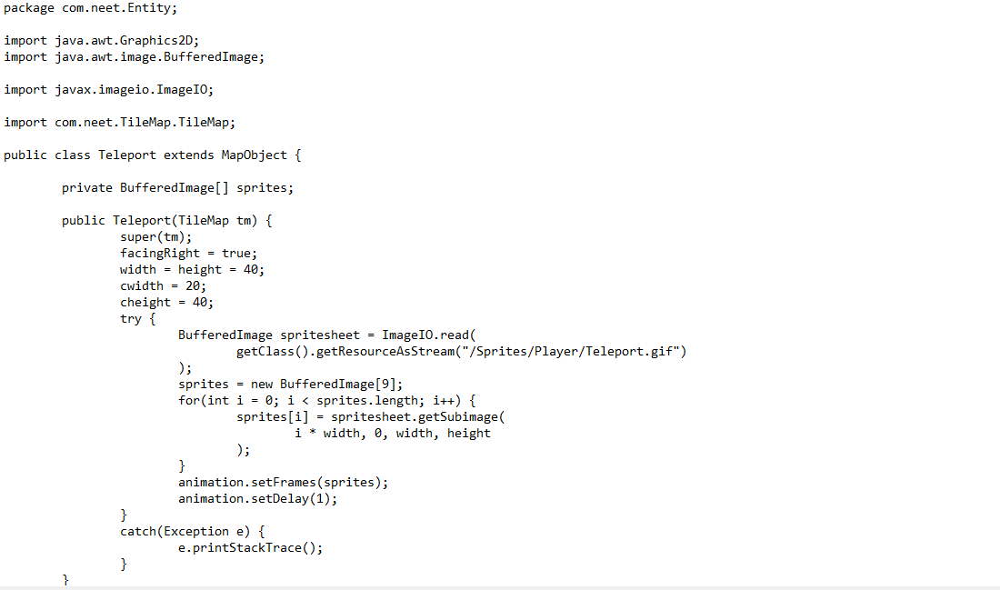 package com.neet.Entity;
import java.awt.Graphics2D;
import java.awt.image.BufferedImage;
import javax.imageio.ImageIO;
import com.neet.TileMap.TileMap;
public class Teleport extends MapObject {
private BufferedImage[] sprites;
public Teleport(TileMap tm) {
super(tm);
facingRight = true;
width = height = 40;
cwidth = 20;
cheight = 40;
try {
BufferedImage spritesheet = ImageIO.read(
getClass().getResourceAsStream("/Sprites/Player/Teleport.gif")
);
sprites = new BufferedImage[9];
for(int i = 0; i < sprites.length; i++) {
sprites[i] = spritesheet.getSubimage(
i * width, 0, width, height
);
}
animation.setFrames(sprites);
animation.setDelay(1);
}
catch(Exception e) {
e.printStackTrace();
}
}